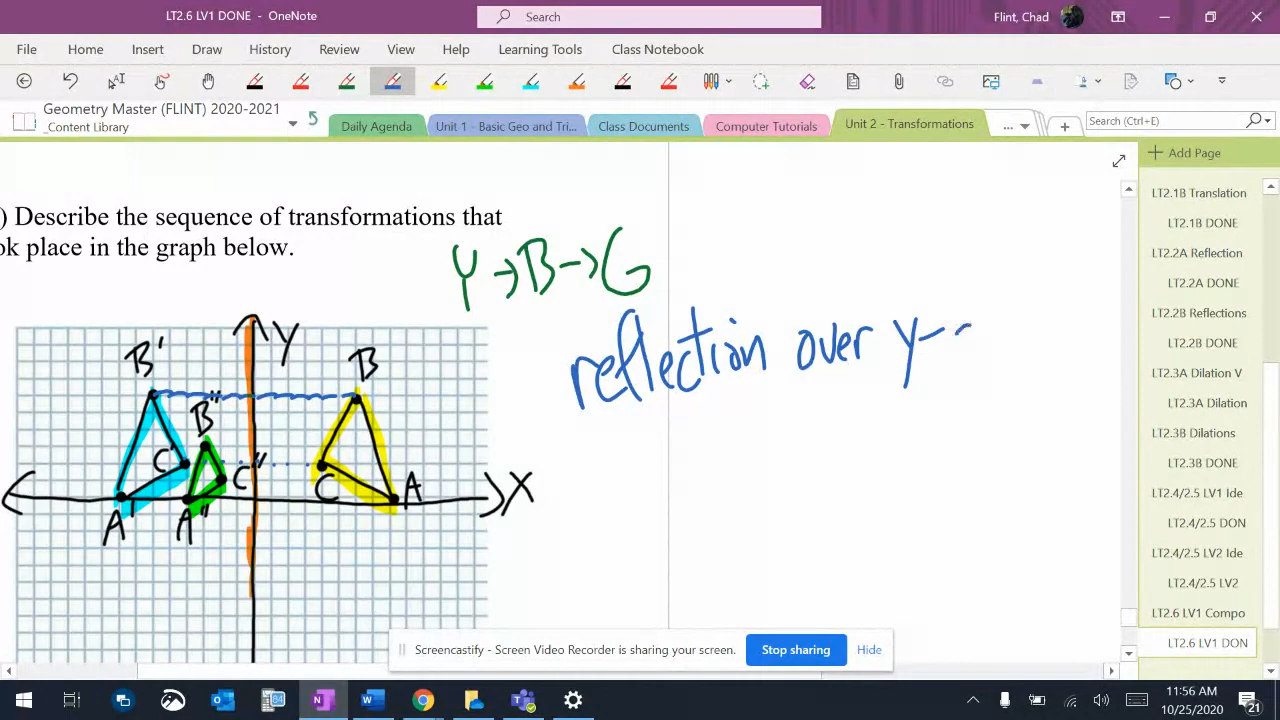 LT2.6 LV1 DONE - OneNote
Search
Flint, Chad
File Home Insert Draw History Review View Help Learning Tools Class Notebook
Geometry Master (FLINT) 2020-2021
_Content Library
Daily Agenda
Unit 1 - Basic Geo and Tri...
Class Documents
Computer Tutorials
Unit 2 - Transformations
...
Search (Ctrl+E)
Add Page
LT2.1B Translation
LT2.1B DONE
LT2.2A Reflection
LT2.2A DONE
LT2.2B Reflections
LT2.2B DONE
LT2.3A Dilation V
LT2.3A Dilation
LT2.3B Dilations
LT2.3B DONE
LT2.4/2.5 LV1 Ide
LT2.4/2.5 DON
LT2.4/2.5 LV2 Ide
LT2.4/2.5 LV2
LT2.6 LV1 Compo
LT2.6 LV1 DON
) Describe the sequence of transformations that
ok place in the graph below.
Y→B→G
reflection over y-
Y
B'
B
B"
C'
C"
C
A
X
A'
A"
Screencastify - Screen Video Recorder is sharing your screen.
Stop sharing
Hide
11:56 AM
10/25/2020
21